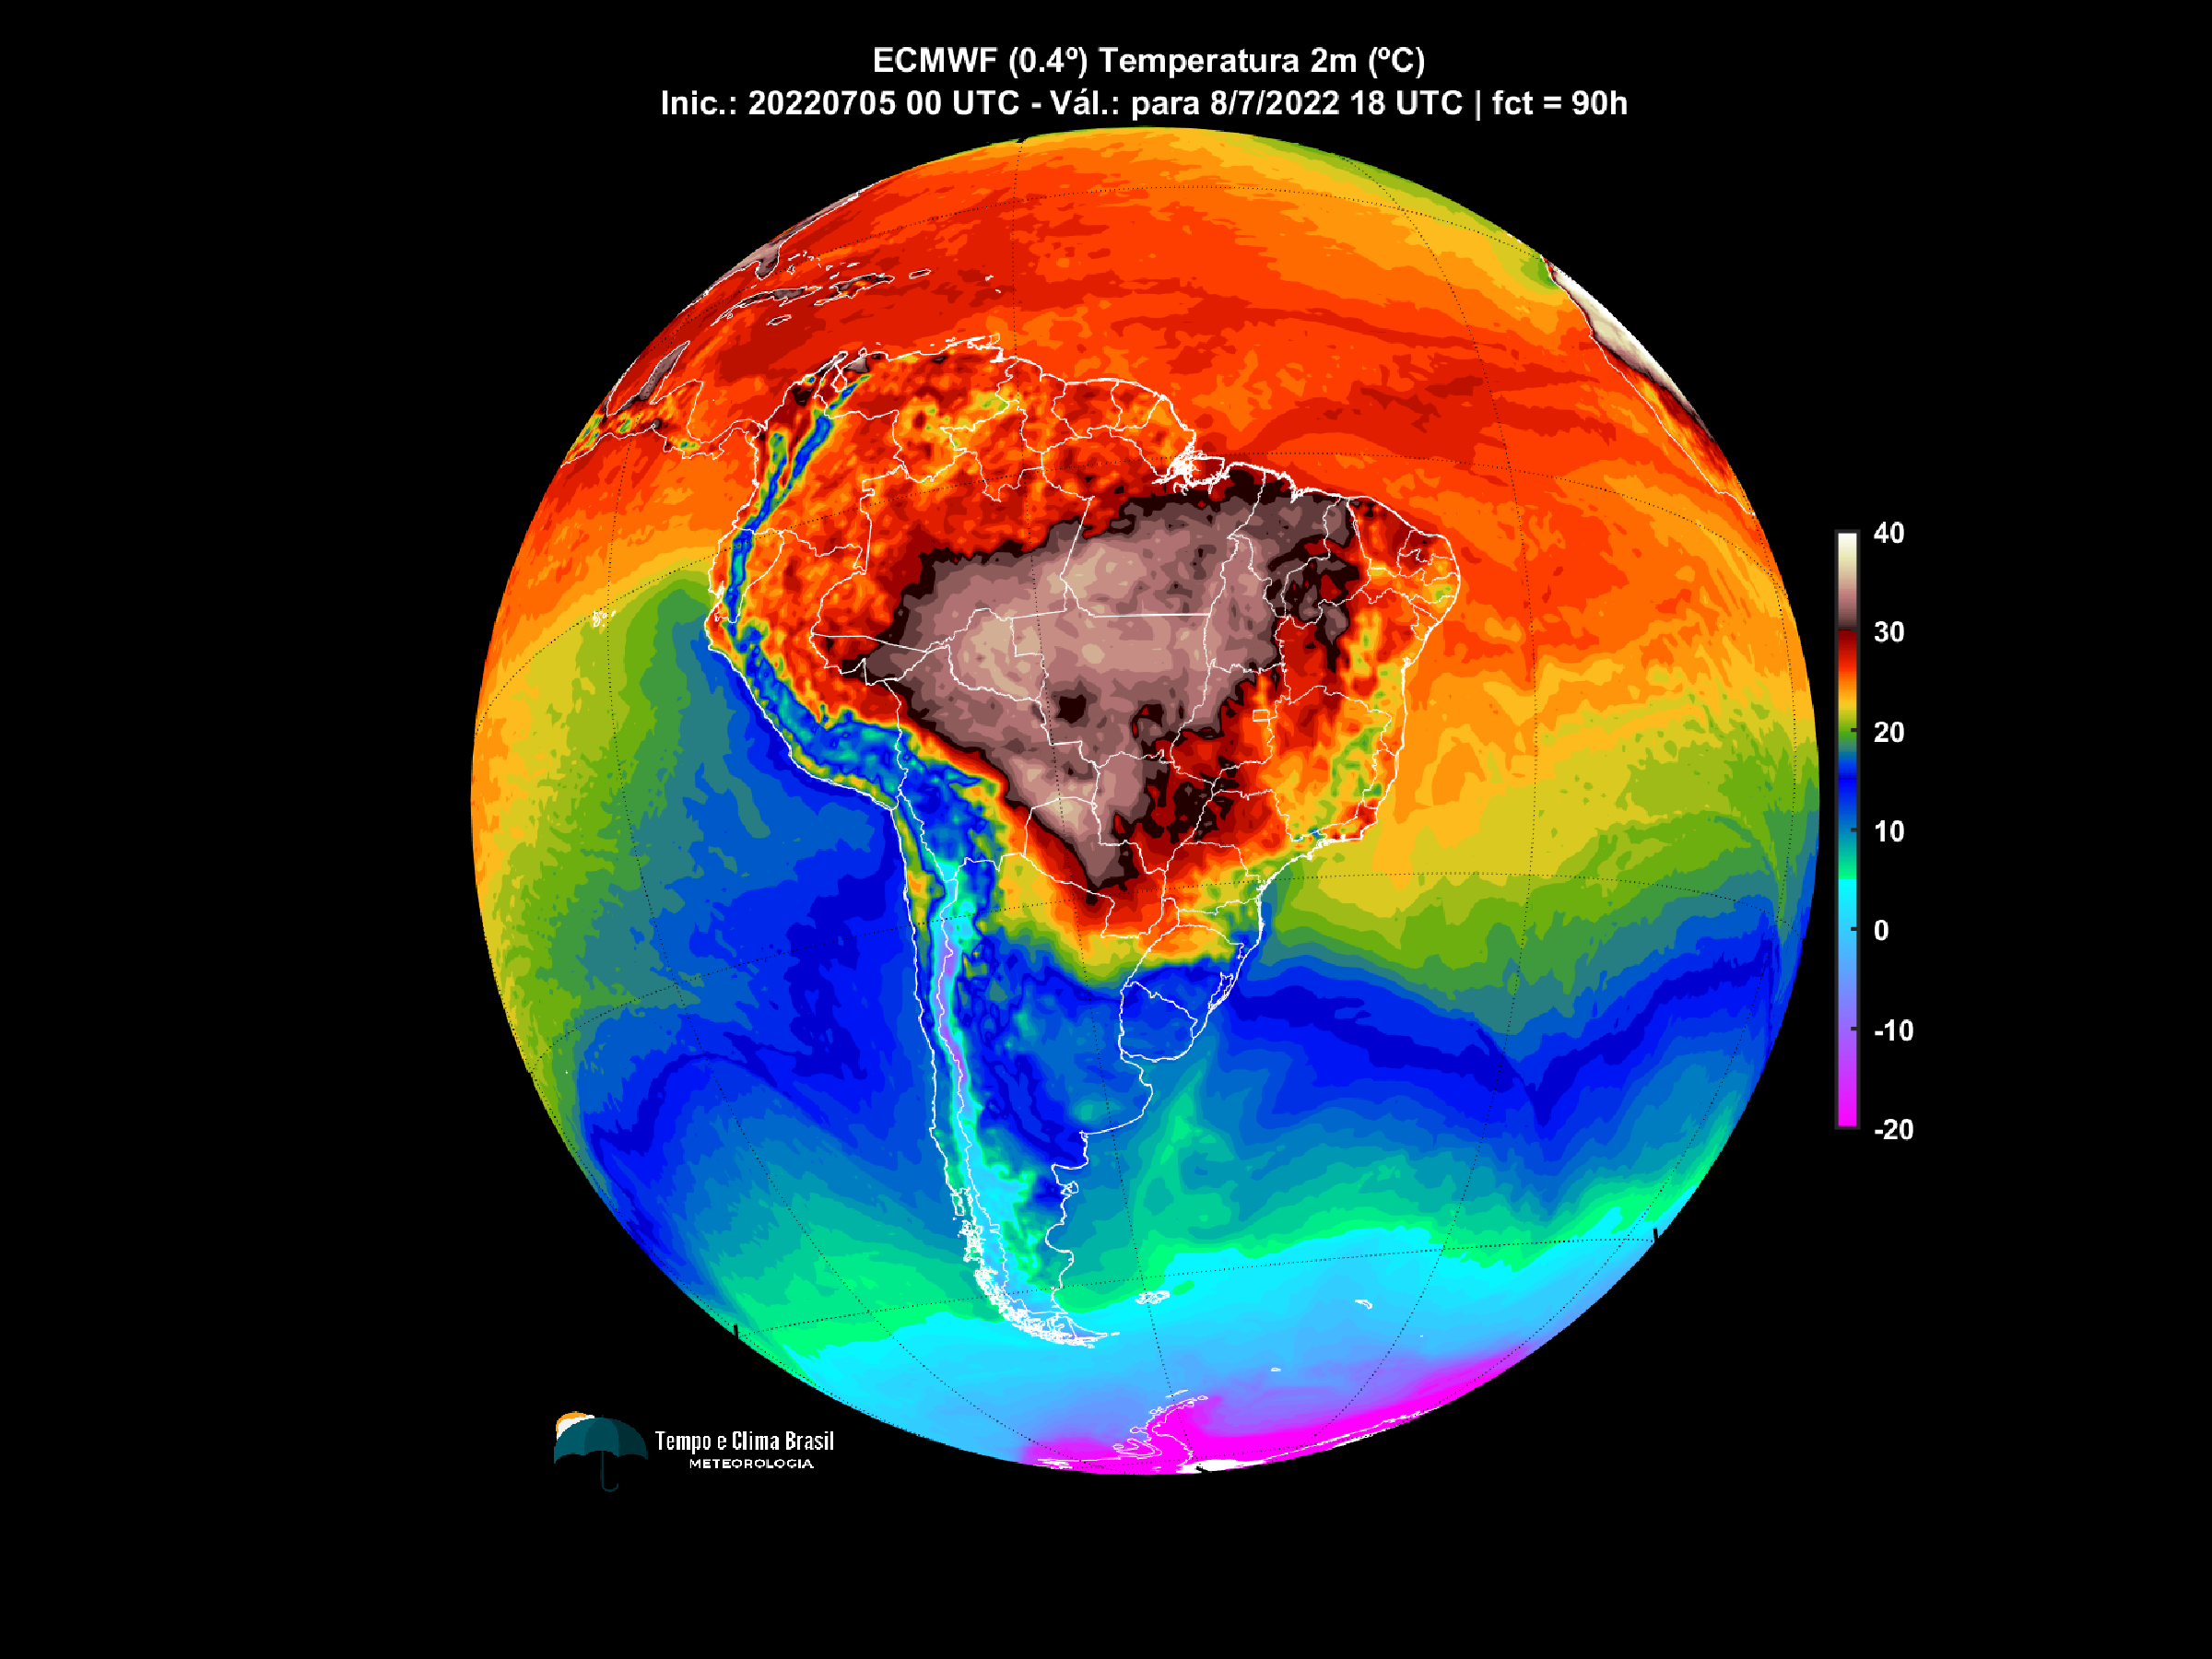 ECMWF (0.4º) Temperatura 2m (ºC)
Inic.: 20220705 00 UTC - Vál.: para 8/7/2022 18 UTC | fct = 90h
40
30
20
10
0
-10
-20
Tempo e Clima Brasil
METEOROLOGIA